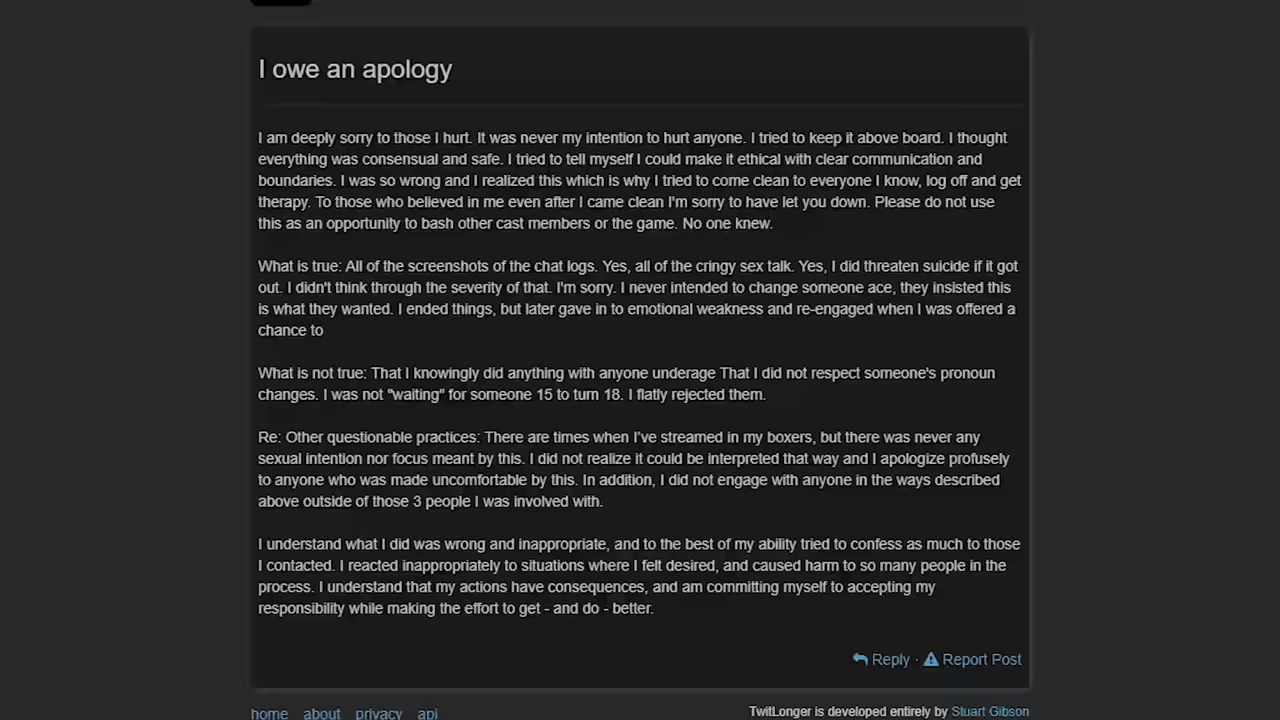 I owe an apology
I am deeply sorry to those I hurt. It was never my intention to hurt anyone. I tried to keep it above board. I thought
everything was consensual and safe. I tried to tell myself I could make it ethical with clear communication and
boundaries. I was so wrong and I realized this which is why I tried to come clean to everyone I know, log off and get
therapy. To those who believed in me even after I came clean I'm sorry to have let you down. Please do not use
this as an opportunity to bash other cast members or the game. No one knew.
What is true: All of the screenshots of the chat logs. Yes, all of the cringy sex talk. Yes, I did threaten suicide if it got
out. I didn't think through the severity of that. I'm sorry. I never intended to change someone ace, they insisted this
is what they wanted. I ended things, but later gave in to emotional weakness and re-engaged when I was offered a
chance to
What is not true: That I knowingly did anything with anyone underage That I did not respect someone's pronoun
changes. I was not "waiting" for someone 15 to turn 18. I flatly rejected them.
Re: Other questionable practices: There are times when I've streamed in my boxers, but there was never any
sexual intention nor focus meant by this. I did not realize it could be interpreted that way and I apologize profusely
to anyone who was made uncomfortable by this. In addition, I did not engage with anyone in the ways described
above outside of those 3 people I was involved with.
I understand what I did was wrong and inappropriate, and to the best of my ability tried to confess as much to those
I contacted. I reacted inappropriately to situations where I felt desired, and caused harm to so many people in the
process. I understand that my actions have consequences, and am committing myself to accepting my
responsibility while making the effort to get - and do - better.
Reply · Report Post
home about privacy api TwitLonger is developed entirely by Stuart Gibson